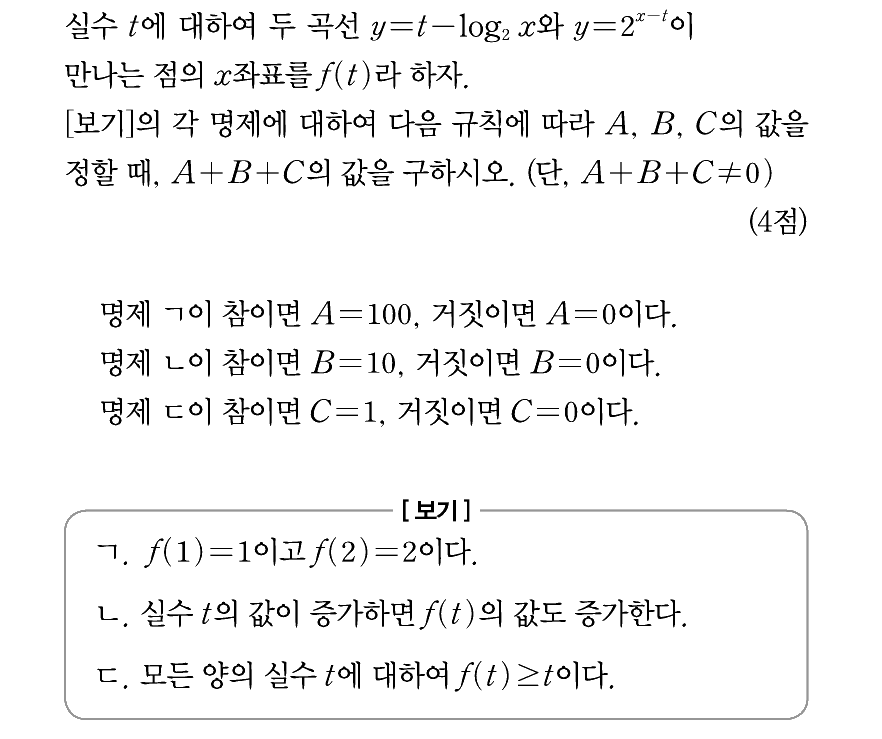 실수 t에 대하여 두 곡선 y=t−log₂ x와 y=2^{x−t}이
만나는 점의 x좌표를 f(t)라 하자.
[보기]의 각 명제에 대하여 다음 규칙에 따라 A, B, C의 값을
정할 때, A+B+C의 값을 구하시오. (단, A+B+C≠0)
(4점)
명제 ㄱ이 참이면 A=100, 거짓이면 A=0이다.
명제 ㄴ이 참이면 B=10, 거짓이면 B=0이다.
명제 ㄷ이 참이면 C=1, 거짓이면 C=0이다.
[ 보기 ]
ㄱ. f(1)=1이고 f(2)=2이다.
ㄴ. 실수 t의 값이 증가하면 f(t)의 값도 증가한다.
ㄷ. 모든 양의 실수 t에 대하여 f(t)≥t이다.